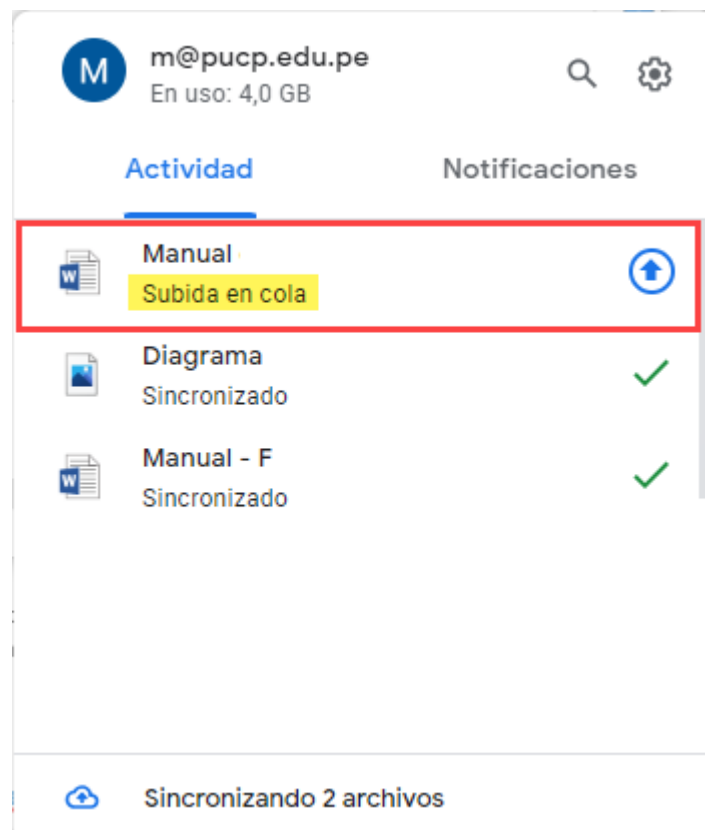 M
m@pucp.edu.pe
En uso: 4,0 GB
Actividad
Notificaciones
W
Manual
Subida en cola
Diagrama
Sincronizado
W
Manual - F
Sincronizado
Sincronizando 2 archivos